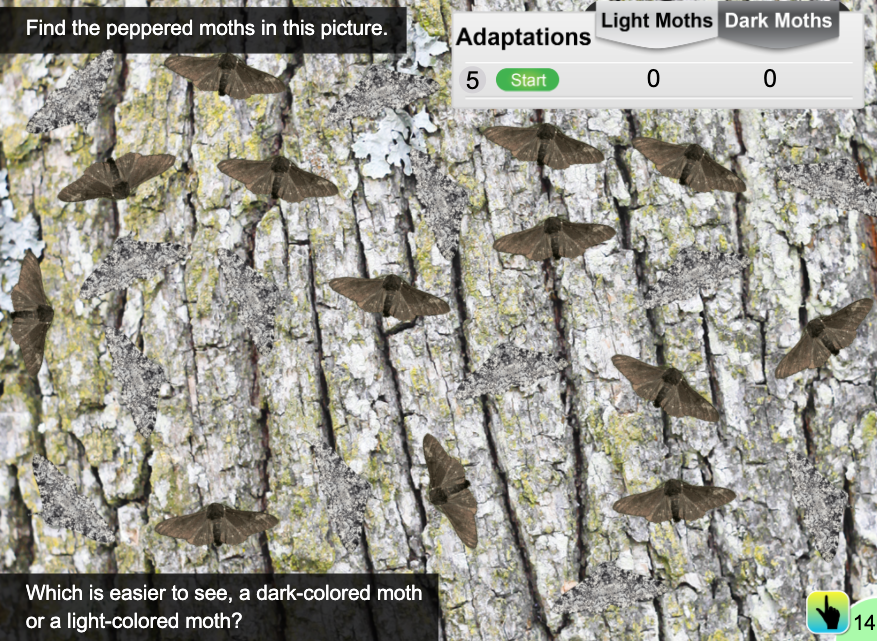 Find the peppered moths in this picture.
Adaptations Light Moths Dark Moths
5 Start 0 0
Which is easier to see, a dark-colored moth
or a light-colored moth?
14